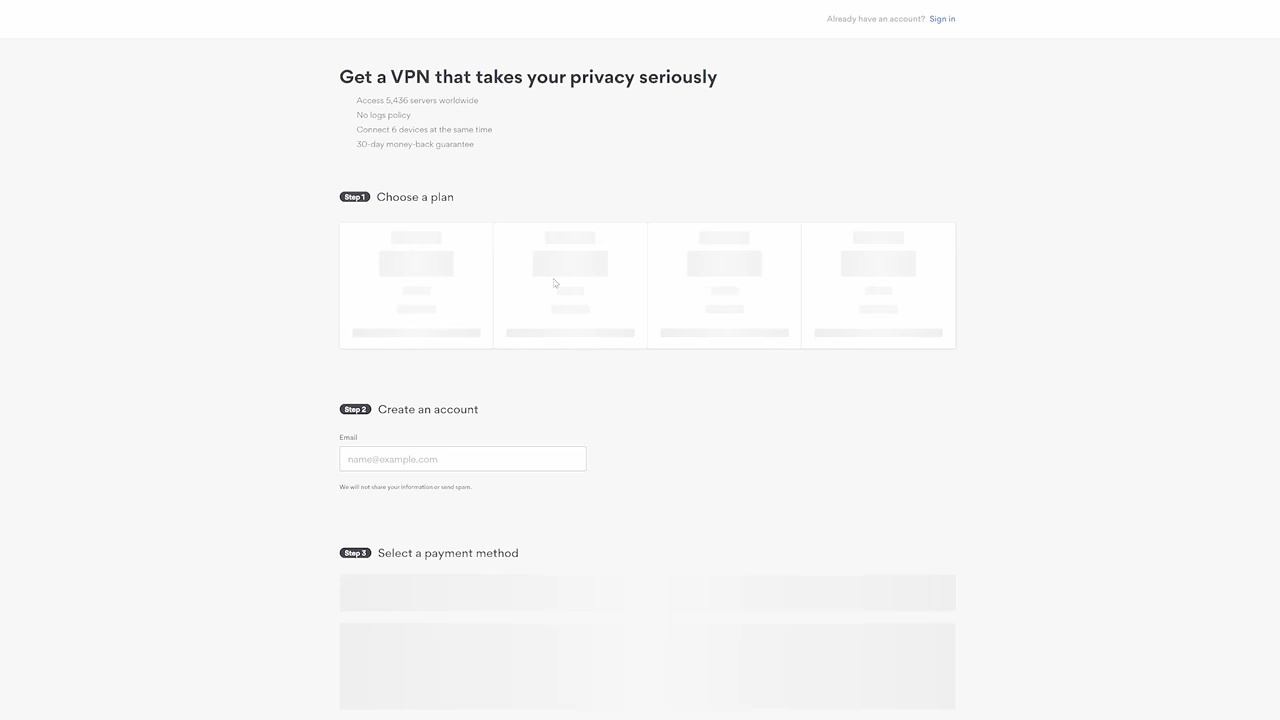 Already have an account? Sign in
Get a VPN that takes your privacy seriously
Access 5,436 servers worldwide
No logs policy
Connect 6 devices at the same time
30-day money-back guarantee
Step 1 Choose a plan
Step 2 Create an account
Email
name@example.com
We will not share your information or send spam.
Step 3 Select a payment method